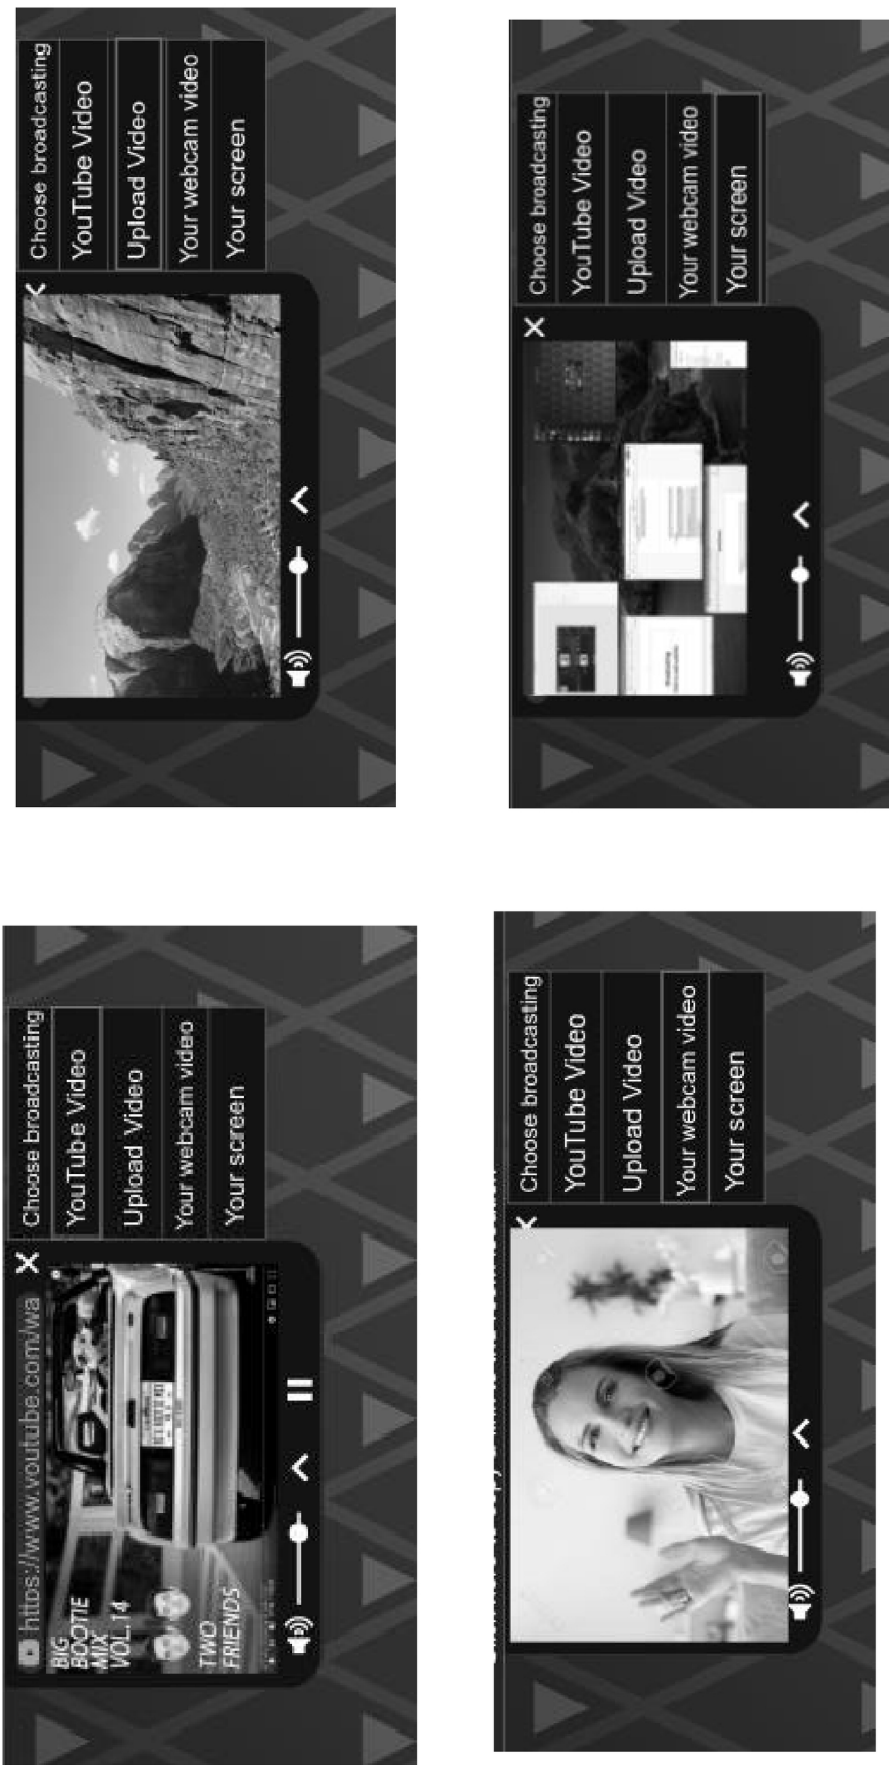 https://www.youtube.com/wa
BIG
BOOTIE
MIX
VOL.14
TWO
FRIENDS
Choose broadcasting
YouTube Video
Upload Video
Your webcam video
Your screen
Choose broadcasting
YouTube Video
Upload Video
Your webcam video
Your screen
Choose broadcasting
YouTube Video
Upload Video
Your webcam video
Your screen
Choose broadcasting
YouTube Video
Upload Video
Your webcam video
Your screen